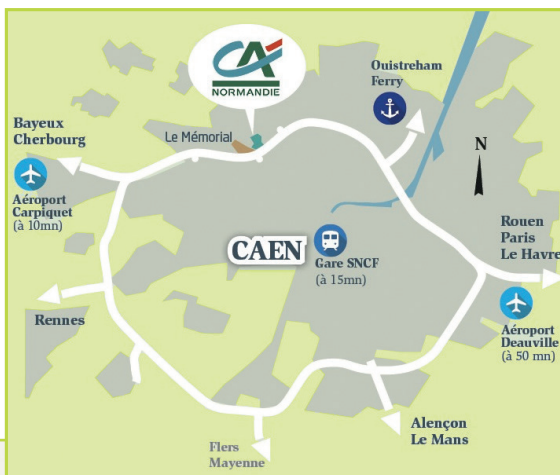 CA
NORMANDIE
Ouistreham
Ferry
Bayeux
Cherbourg
Le Mémorial
N
Aéroport
Carpiquet
(à 10mn)
CAEN
Gare SNCF
(à 15mn)
Rouen
Paris
Le Havre
Rennes
Aéroport
Deauville
(à 50 mn)
Alençon
Le Mans
Flers
Mayenne